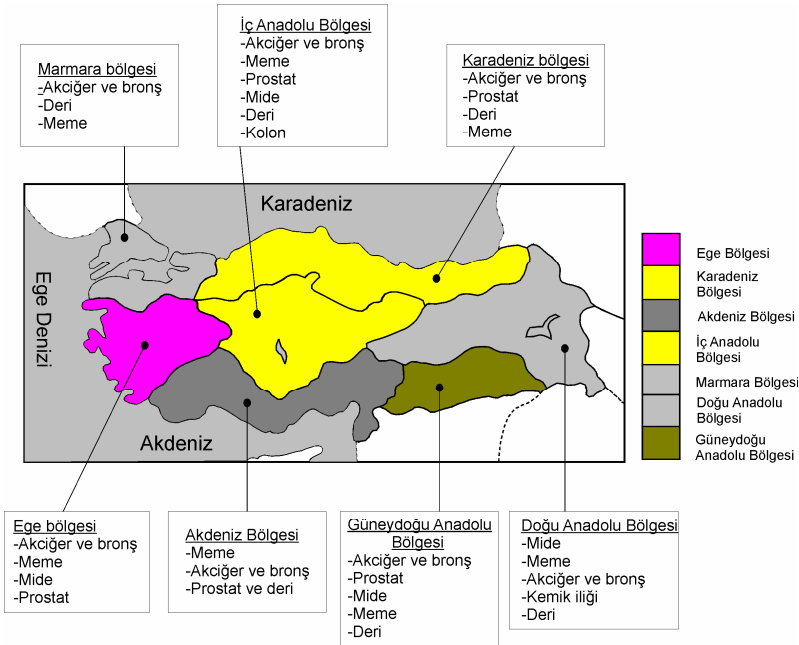 İç Anadolu Bölgesi
-Akciğer ve bronş
-Meme
-Prostat
-Mide
-Deri
-Kolon
Marmara bölgesi
-Akciğer ve bronş
-Deri
-Meme
Karadeniz bölgesi
-Akciğer ve bronş
-Prostat
-Deri
-Meme
Karadeniz
Ege Denizi
Akdeniz
Ege Bölgesi
Karadeniz
Bölgesi
Akdeniz Bölgesi
İç Anadolu
Bölgesi
Marmara Bölgesi
Doğu Anadolu
Bölgesi
Güneydoğu
Anadolu Bölgesi
Ege bölgesi
-Akciğer ve bronş
-Meme
-Mide
-Prostat
Akdeniz Bölgesi
-Meme
-Akciğer ve bronş
-Prostat ve deri
Güneydoğu Anadolu
Bölgesi
-Akciğer ve bronş
-Prostat
-Mide
-Meme
-Deri
Doğu Anadolu Bölgesi
-Mide
-Meme
-Akciğer ve bronş
-Kemik iliği
-Deri